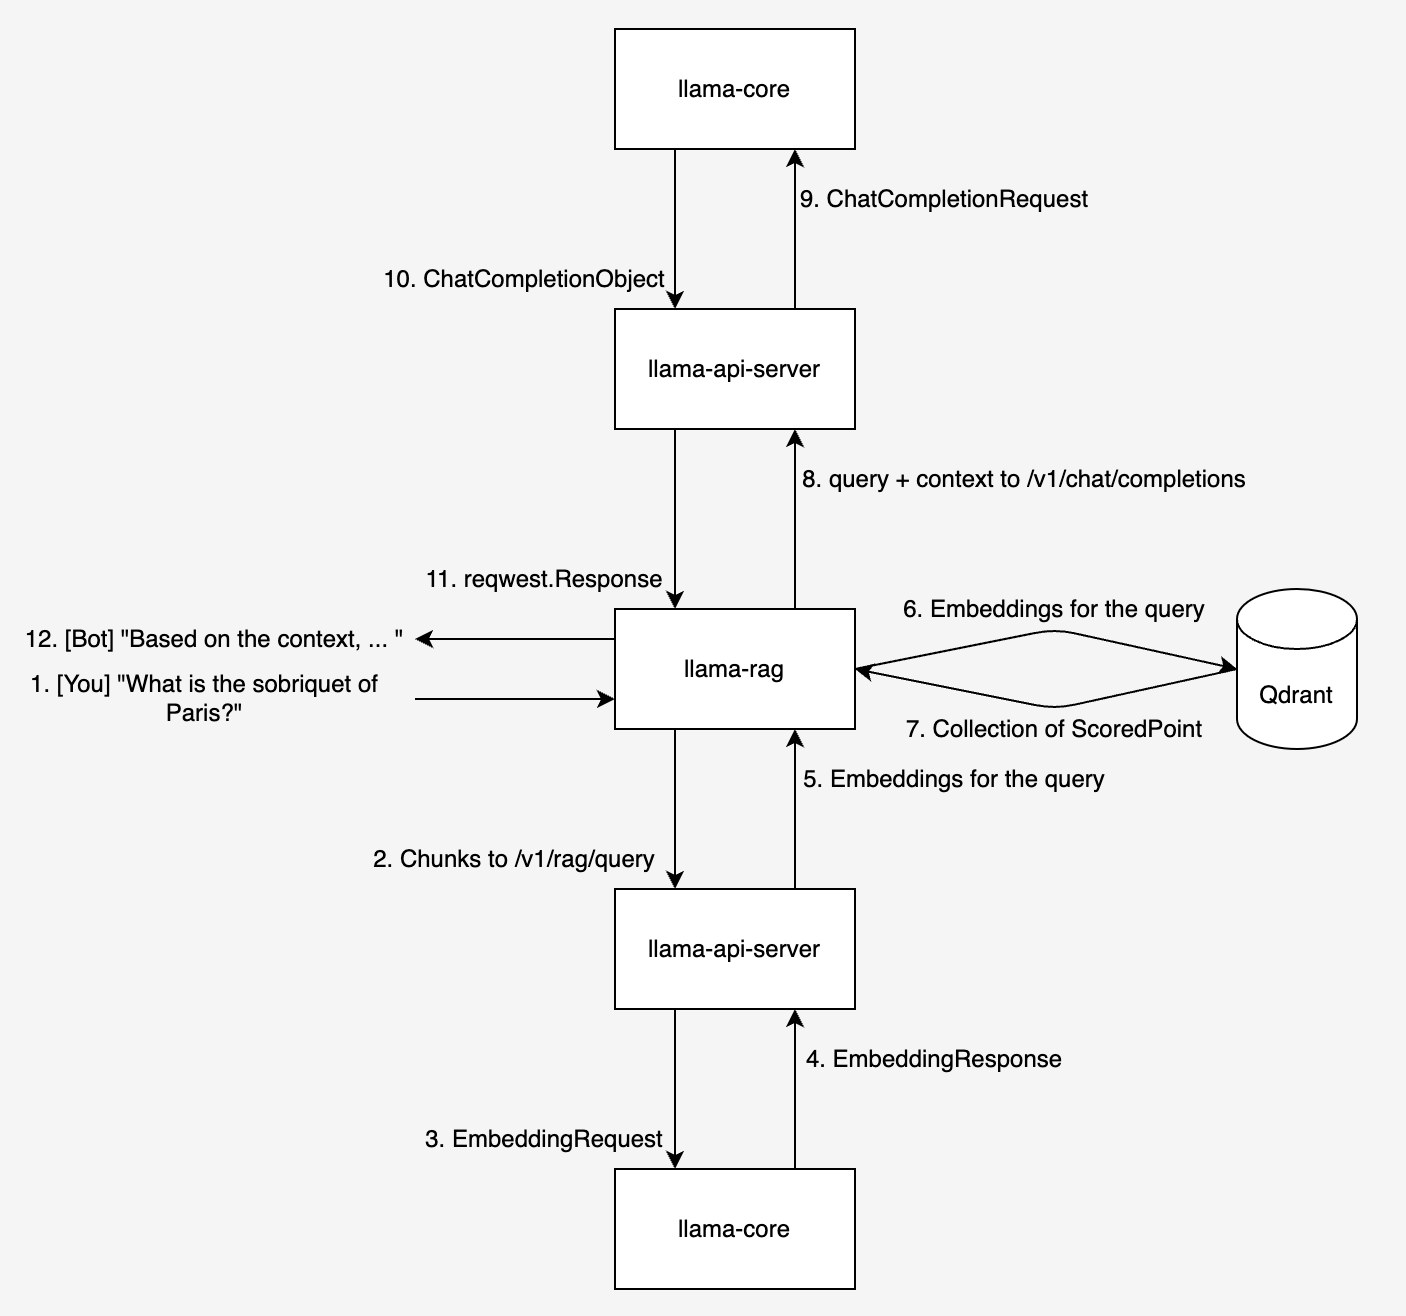 llama-core
9. ChatCompletionRequest
10. ChatCompletionObject
llama-api-server
8. query + context to /v1/chat/completions
11. reqwest.Response
6. Embeddings for the query
12. [Bot] "Based on the context, ... "
llama-rag
1. [You] "What is the sobriquet of
Paris?"
Qdrant
7. Collection of ScoredPoint
5. Embeddings for the query
2. Chunks to /v1/rag/query
llama-api-server
4. EmbeddingResponse
3. EmbeddingRequest
llama-core